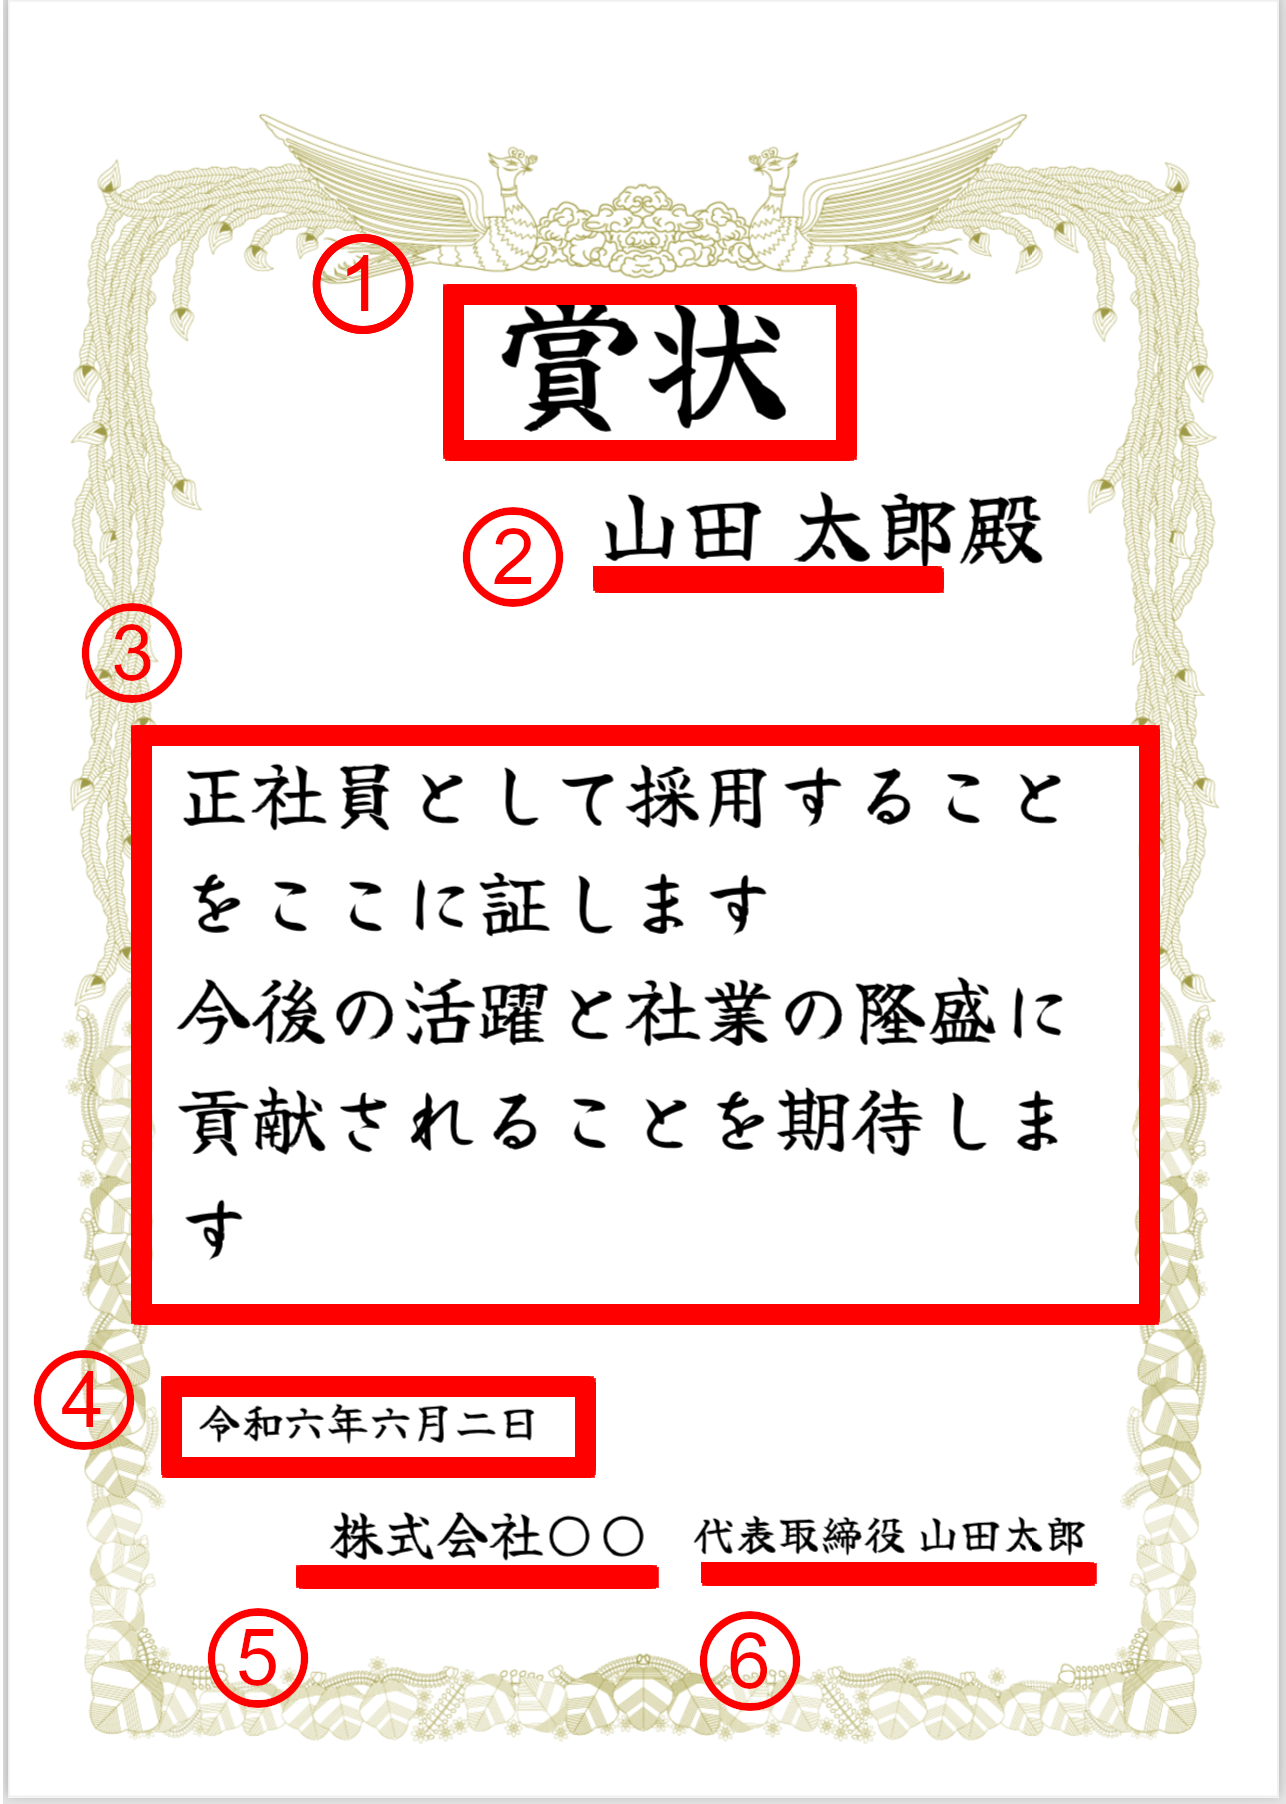 ①
賞状
② 山田 太郎殿
③
正社員として採用すること
をここに証します
今後の活躍と社業の隆盛に
貢献されることを期待しま
す
④
令和六年六月二日
株式会社〇〇 代表取締役 山田太郎
⑤ ⑥